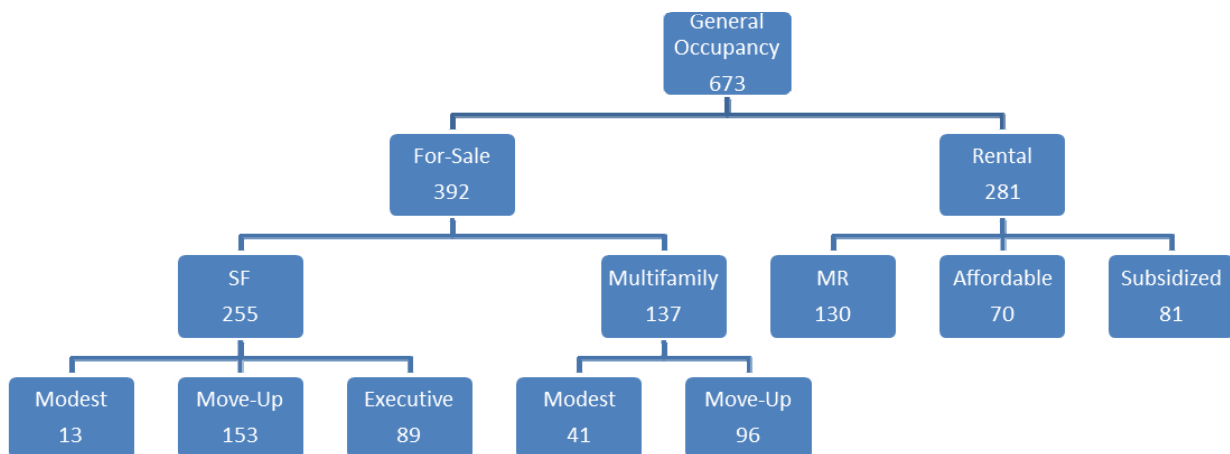 General
Occupancy
673
For-Sale
392
Rental
281
SF
255
Multifamily
137
MR
130
Affordable
70
Subsidized
81
Modest
13
Move-Up
153
Executive
89
Modest
41
Move-Up
96